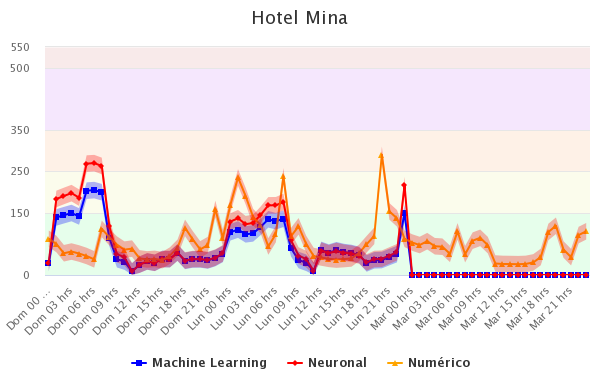 Hotel Mina
550
500
350
250
150
0
Dom 00 ...
Dom 03 hrs
Dom 06 hrs
Dom 09 hrs
Dom 12 hrs
Dom 15 hrs
Dom 18 hrs
Dom 21 hrs
Lun 00 hrs
Lun 03 hrs
Lun 06 hrs
Lun 09 hrs
Lun 12 hrs
Lun 15 hrs
Lun 18 hrs
Lun 21 hrs
Mar 00 hrs
Mar 03 hrs
Mar 06 hrs
Mar 09 hrs
Mar 12 hrs
Mar 15 hrs
Mar 18 hrs
Mar 21 hrs
Machine Learning Neuronal Numérico